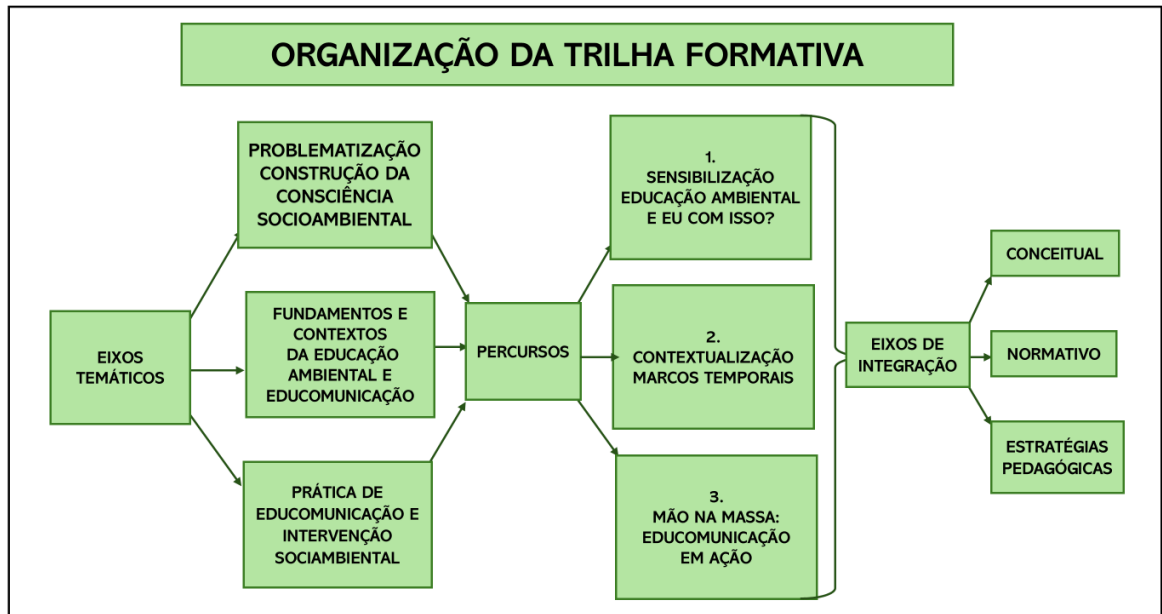 ORGANIZAÇÃO DA TRILHA FORMATIVA
EIXOS
TEMÁTICOS
PROBLEMATIZAÇÃO
CONSTRUÇÃO DA
CONSCIÊNCIA
SOCIOAMBIENTAL
FUNDAMENTOS E
CONTEXTOS
DA EDUCAÇÃO
AMBIENTAL E
EDUCOMUNICAÇÃO
PRÁTICA DE
EDUCOMUNICAÇÃO E
INTERVENÇÃO
SOCIAMBIENTAL
PERCURSOS
1.
SENSIBILIZAÇÃO
EDUCAÇÃO AMBIENTAL
E EU COM ISSO?
2.
CONTEXTUALIZAÇÃO
MARCOS TEMPORAIS
3.
MÃO NA MASSA:
EDUCOMUNICAÇÃO
EM AÇÃO
EIXOS DE
INTEGRAÇÃO
CONCEITUAL
NORMATIVO
ESTRATÉGIAS
PEDAGÓGICAS